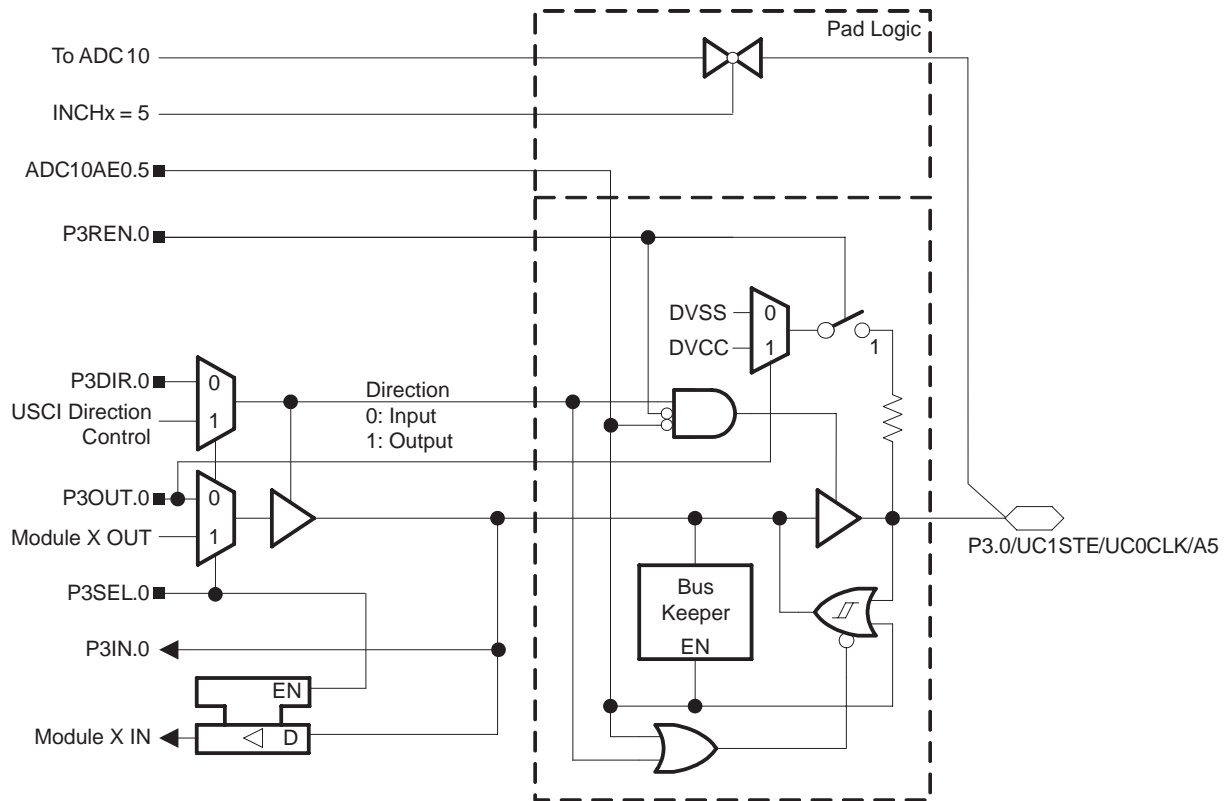 Pad Logic
To ADC10
INCHx = 5
ADC10AE0.5
P3REN.0
DVSS
0
DVCC
1
1
P3DIR.0
0
USCI Direction
Control
1
Direction
0: Input
1: Output
P3OUT.0
0
Module X OUT
1
P3.0/UC1STE/UC0CLK/A5
P3SEL.0
Bus
Keeper
EN
P3IN.0
EN
Module X IN
D